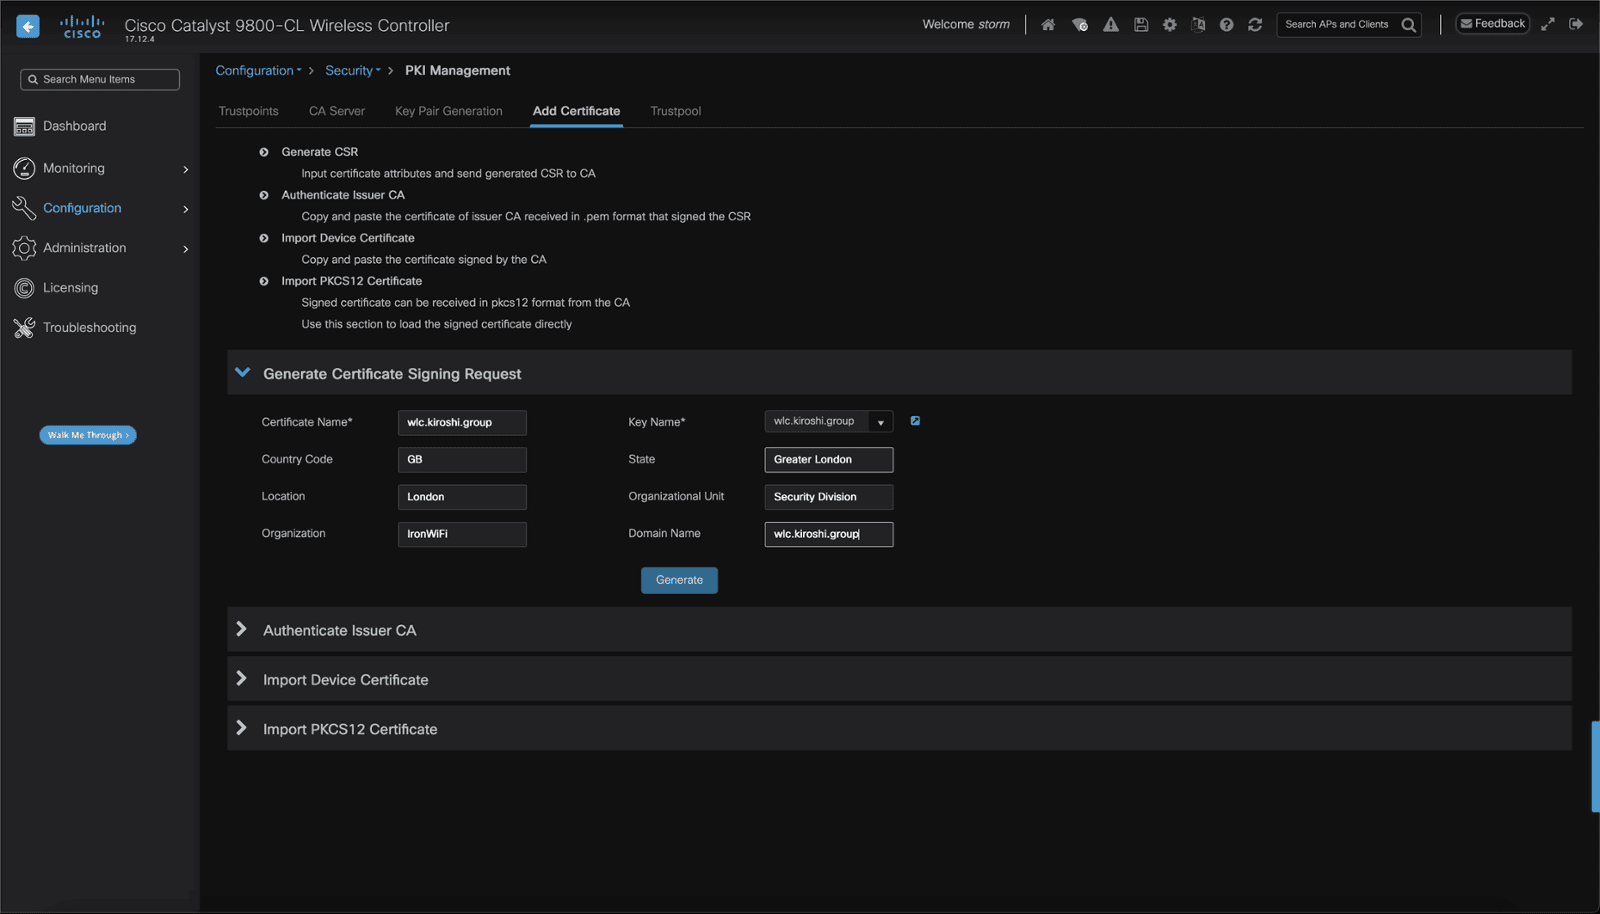 CISCO
Cisco Catalyst 9800-CL Wireless Controller
17.12.4
Welcome storm
Search APs and Clients
Feedback
Search Menu Items
Dashboard
Monitoring
Configuration
Administration
Licensing
Troubleshooting
Walk Me Through >
Configuration > Security > PKI Management
Trustpoints CA Server Key Pair Generation Add Certificate Trustpool
Generate CSR
Input certificate attributes and send generated CSR to CA
Authenticate Issuer CA
Copy and paste the certificate of issuer CA received in .pem format that signed the CSR
Import Device Certificate
Copy and paste the certificate signed by the CA
Import PKCS12 Certificate
Signed certificate can be received in pkcs12 format from the CA
Use this section to load the signed certificate directly
Generate Certificate Signing Request
Certificate Name* wlc.kiroshi.group Key Name* wlc.kiroshi.group
Country Code GB State Greater London
Location London Organizational Unit Security Division
Organization IronWiFi Domain Name wlc.kiroshi.group
Generate
Authenticate Issuer CA
Import Device Certificate
Import PKCS12 Certificate